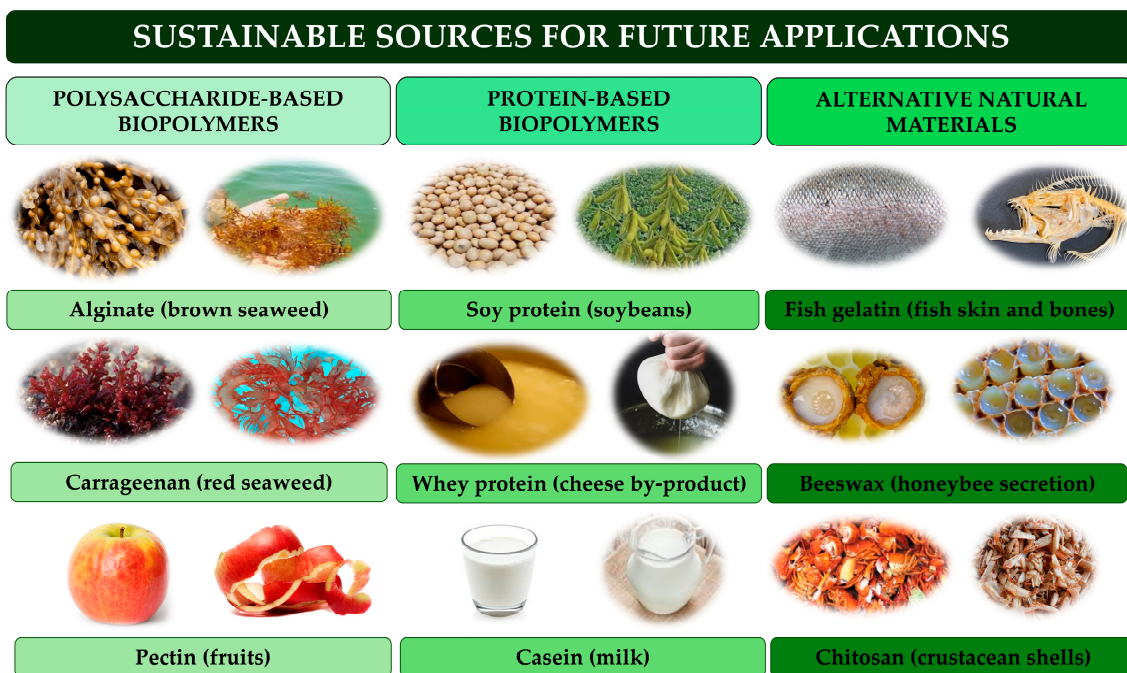 SUSTAINABLE SOURCES FOR FUTURE APPLICATIONS
POLYSACCHARIDE-BASED
BIOPOLYMERS
PROTEIN-BASED
BIOPOLYMERS
ALTERNATIVE NATURAL
MATERIALS
Alginate (brown seaweed)
Soy protein (soybeans)
Fish gelatin (fish skin and bones)
Carrageenan (red seaweed)
Whey protein (cheese by-product)
Beeswax (honeybee secretion)
Pectin (fruits)
Casein (milk)
Chitosan (crustacean shells)